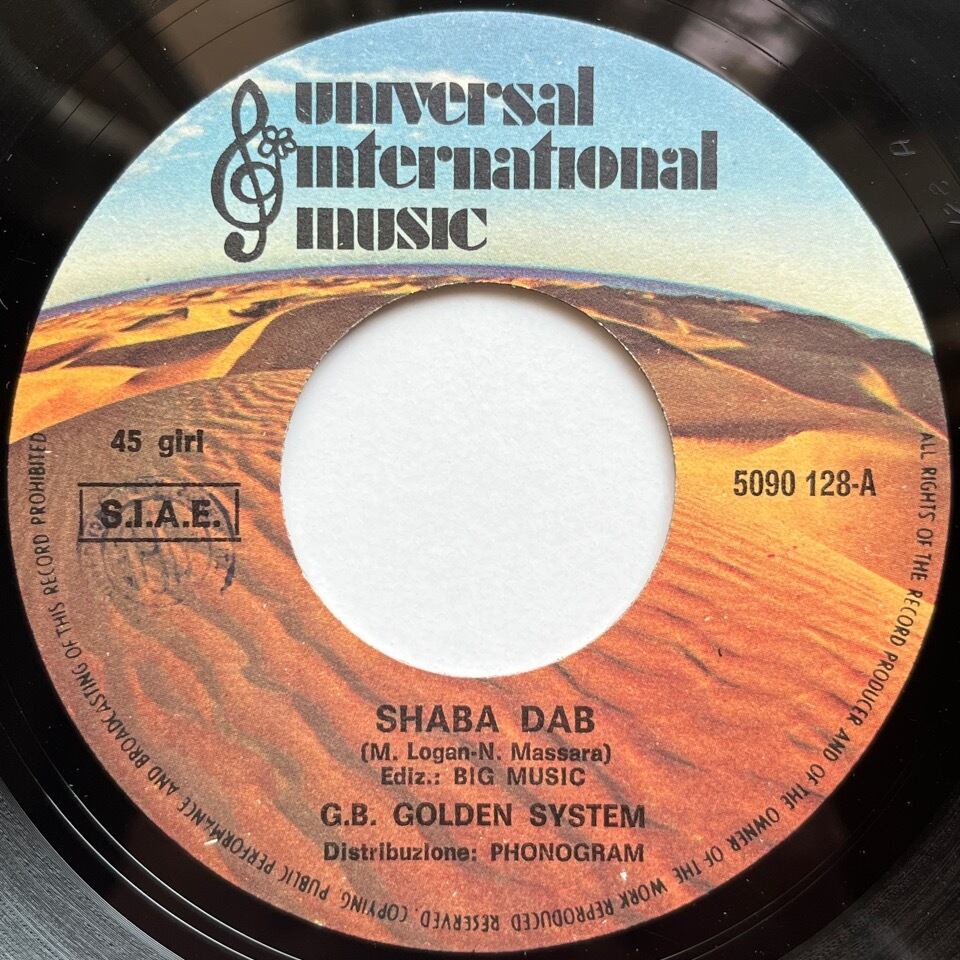 universal
international
music
45 giri
5090 128-A
S.I.A.E.
SHABA DAB
(M. Logan-N. Massara)
Ediz.: BIG MUSIC
G.B. GOLDEN SYSTEM
Distribuzione: PHONOGRAM
ALL RIGHTS OF THE RECORD PRODUCER AND OF THE OWNER OF THE WORK REPRODUCED RESERVED. COPYING, PUBLIC PERFORMANCE AND BROADCASTING OF THIS RECORD PROHIBITED